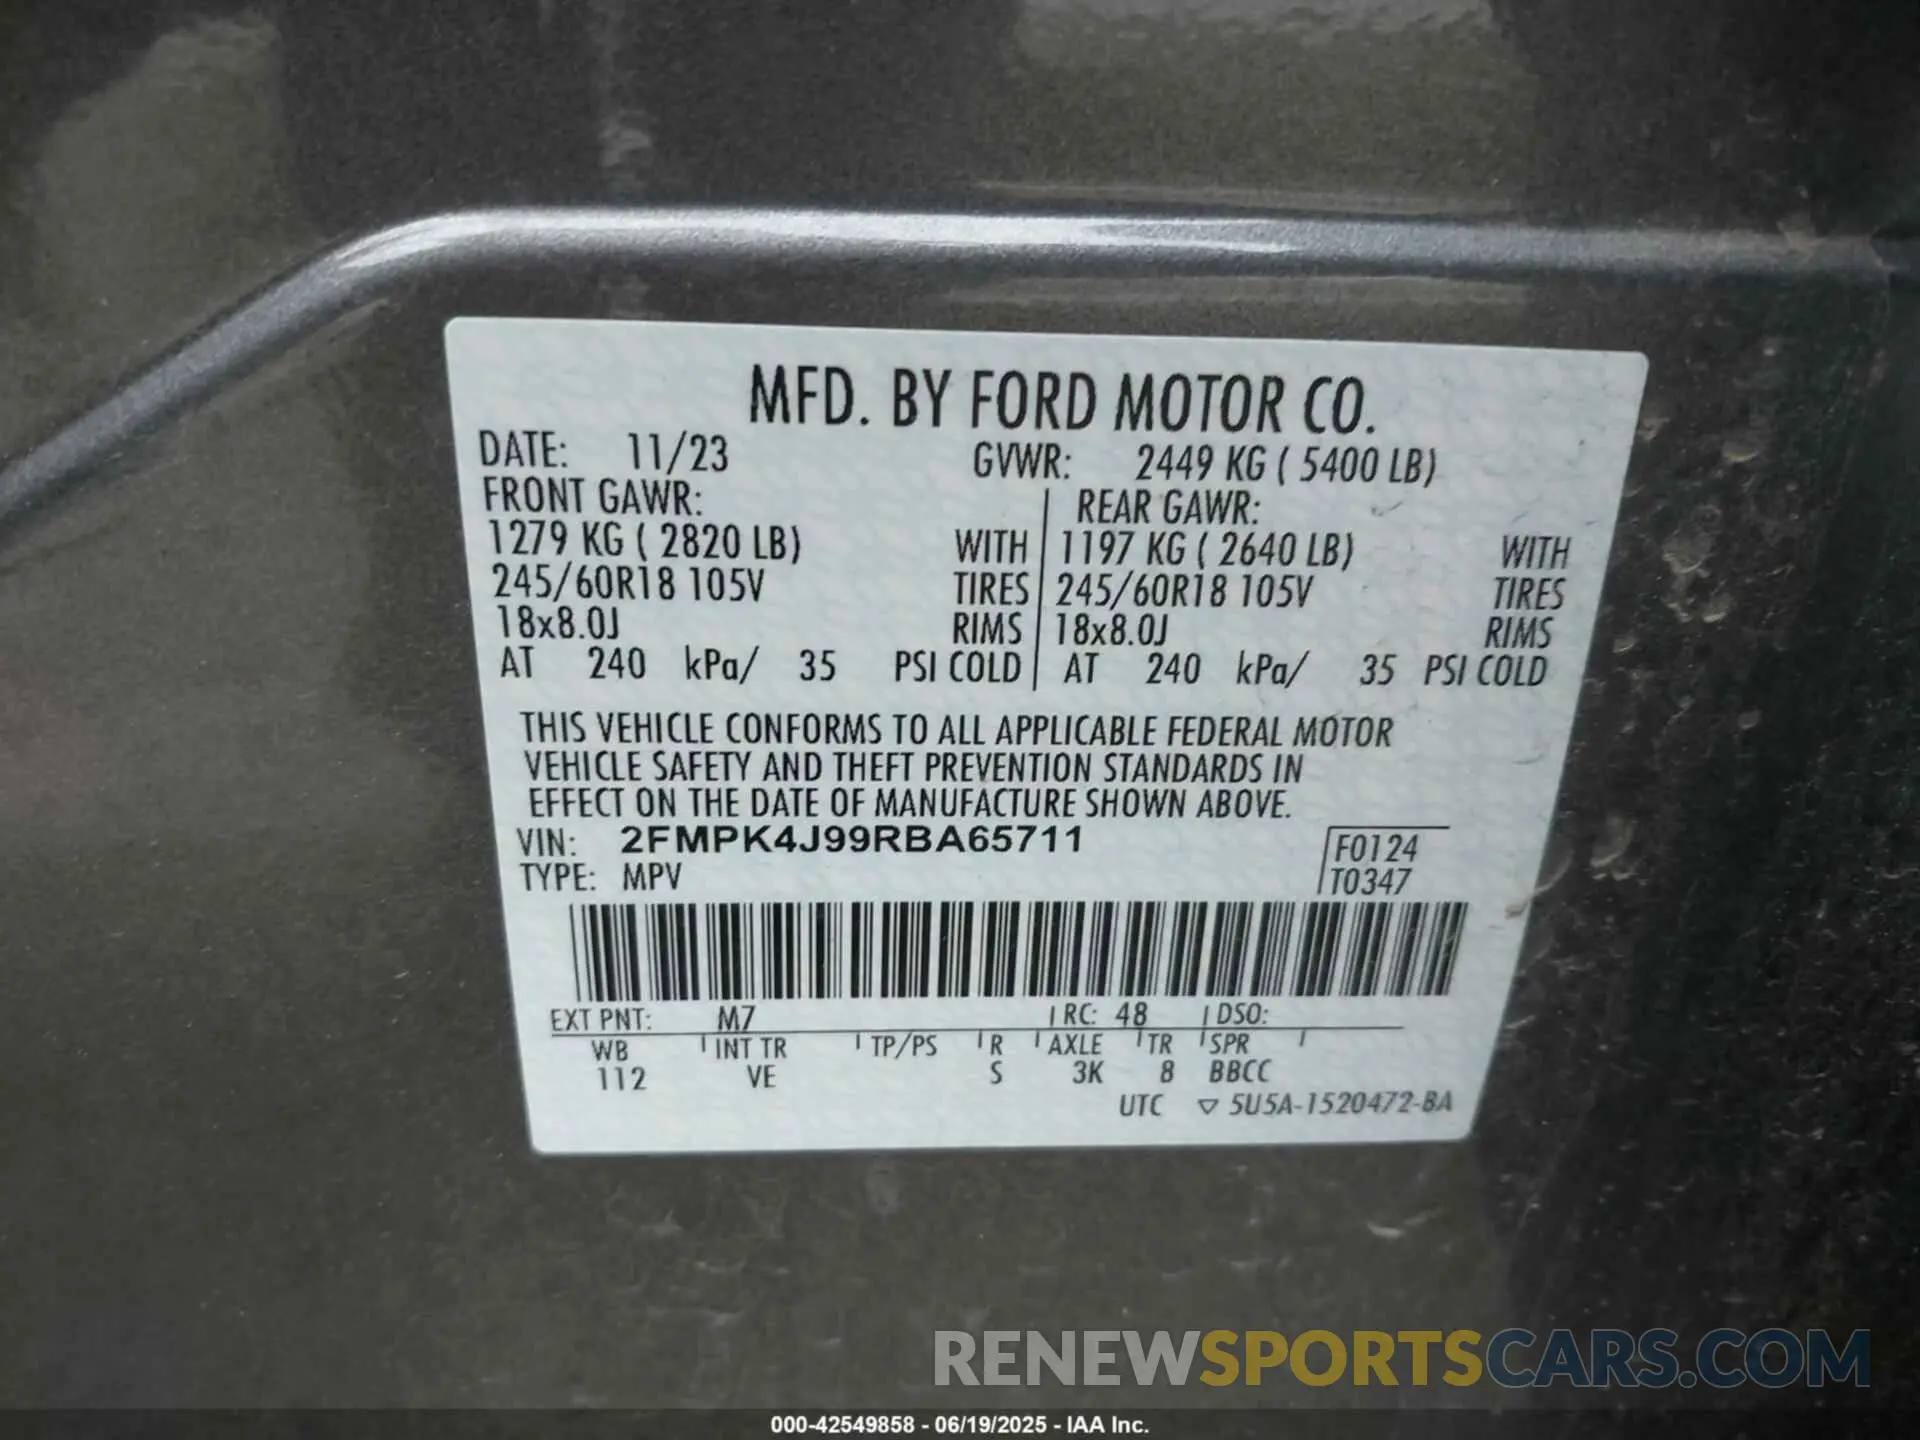 MFD. BY FORD MOTOR CO.
DATE: 11/23 GVWR: 2449 KG ( 5400 LB)
FRONT GAWR: REAR GAWR:
1279 KG ( 2820 LB) WITH 1197 KG ( 2640 LB) WITH
245/60R18 105V TIRES 245/60R18 105V TIRES
18x8.0J RIMS 18x8.0J RIMS
AT 240 kPa/ 35 PSI COLD AT 240 kPa/ 35 PSI COLD
THIS VEHICLE CONFORMS TO ALL APPLICABLE FEDERAL MOTOR
VEHICLE SAFETY AND THEFT PREVENTION STANDARDS IN
EFFECT ON THE DATE OF MANUFACTURE SHOWN ABOVE.
VIN: 2FMPK4J99RBA65711 F0124
TYPE: MPV T0347
EXT PNT: M7 RC: 48 DSO:
WB INT TR TP/PS R AXLE TR SPR
112 VE S 3K 8 BBCC
UTC ▽ 5U5A-1520472-BA
RENEWSPORTSCARS.COM
000-42549858 - 06/19/2025 - IAA Inc.